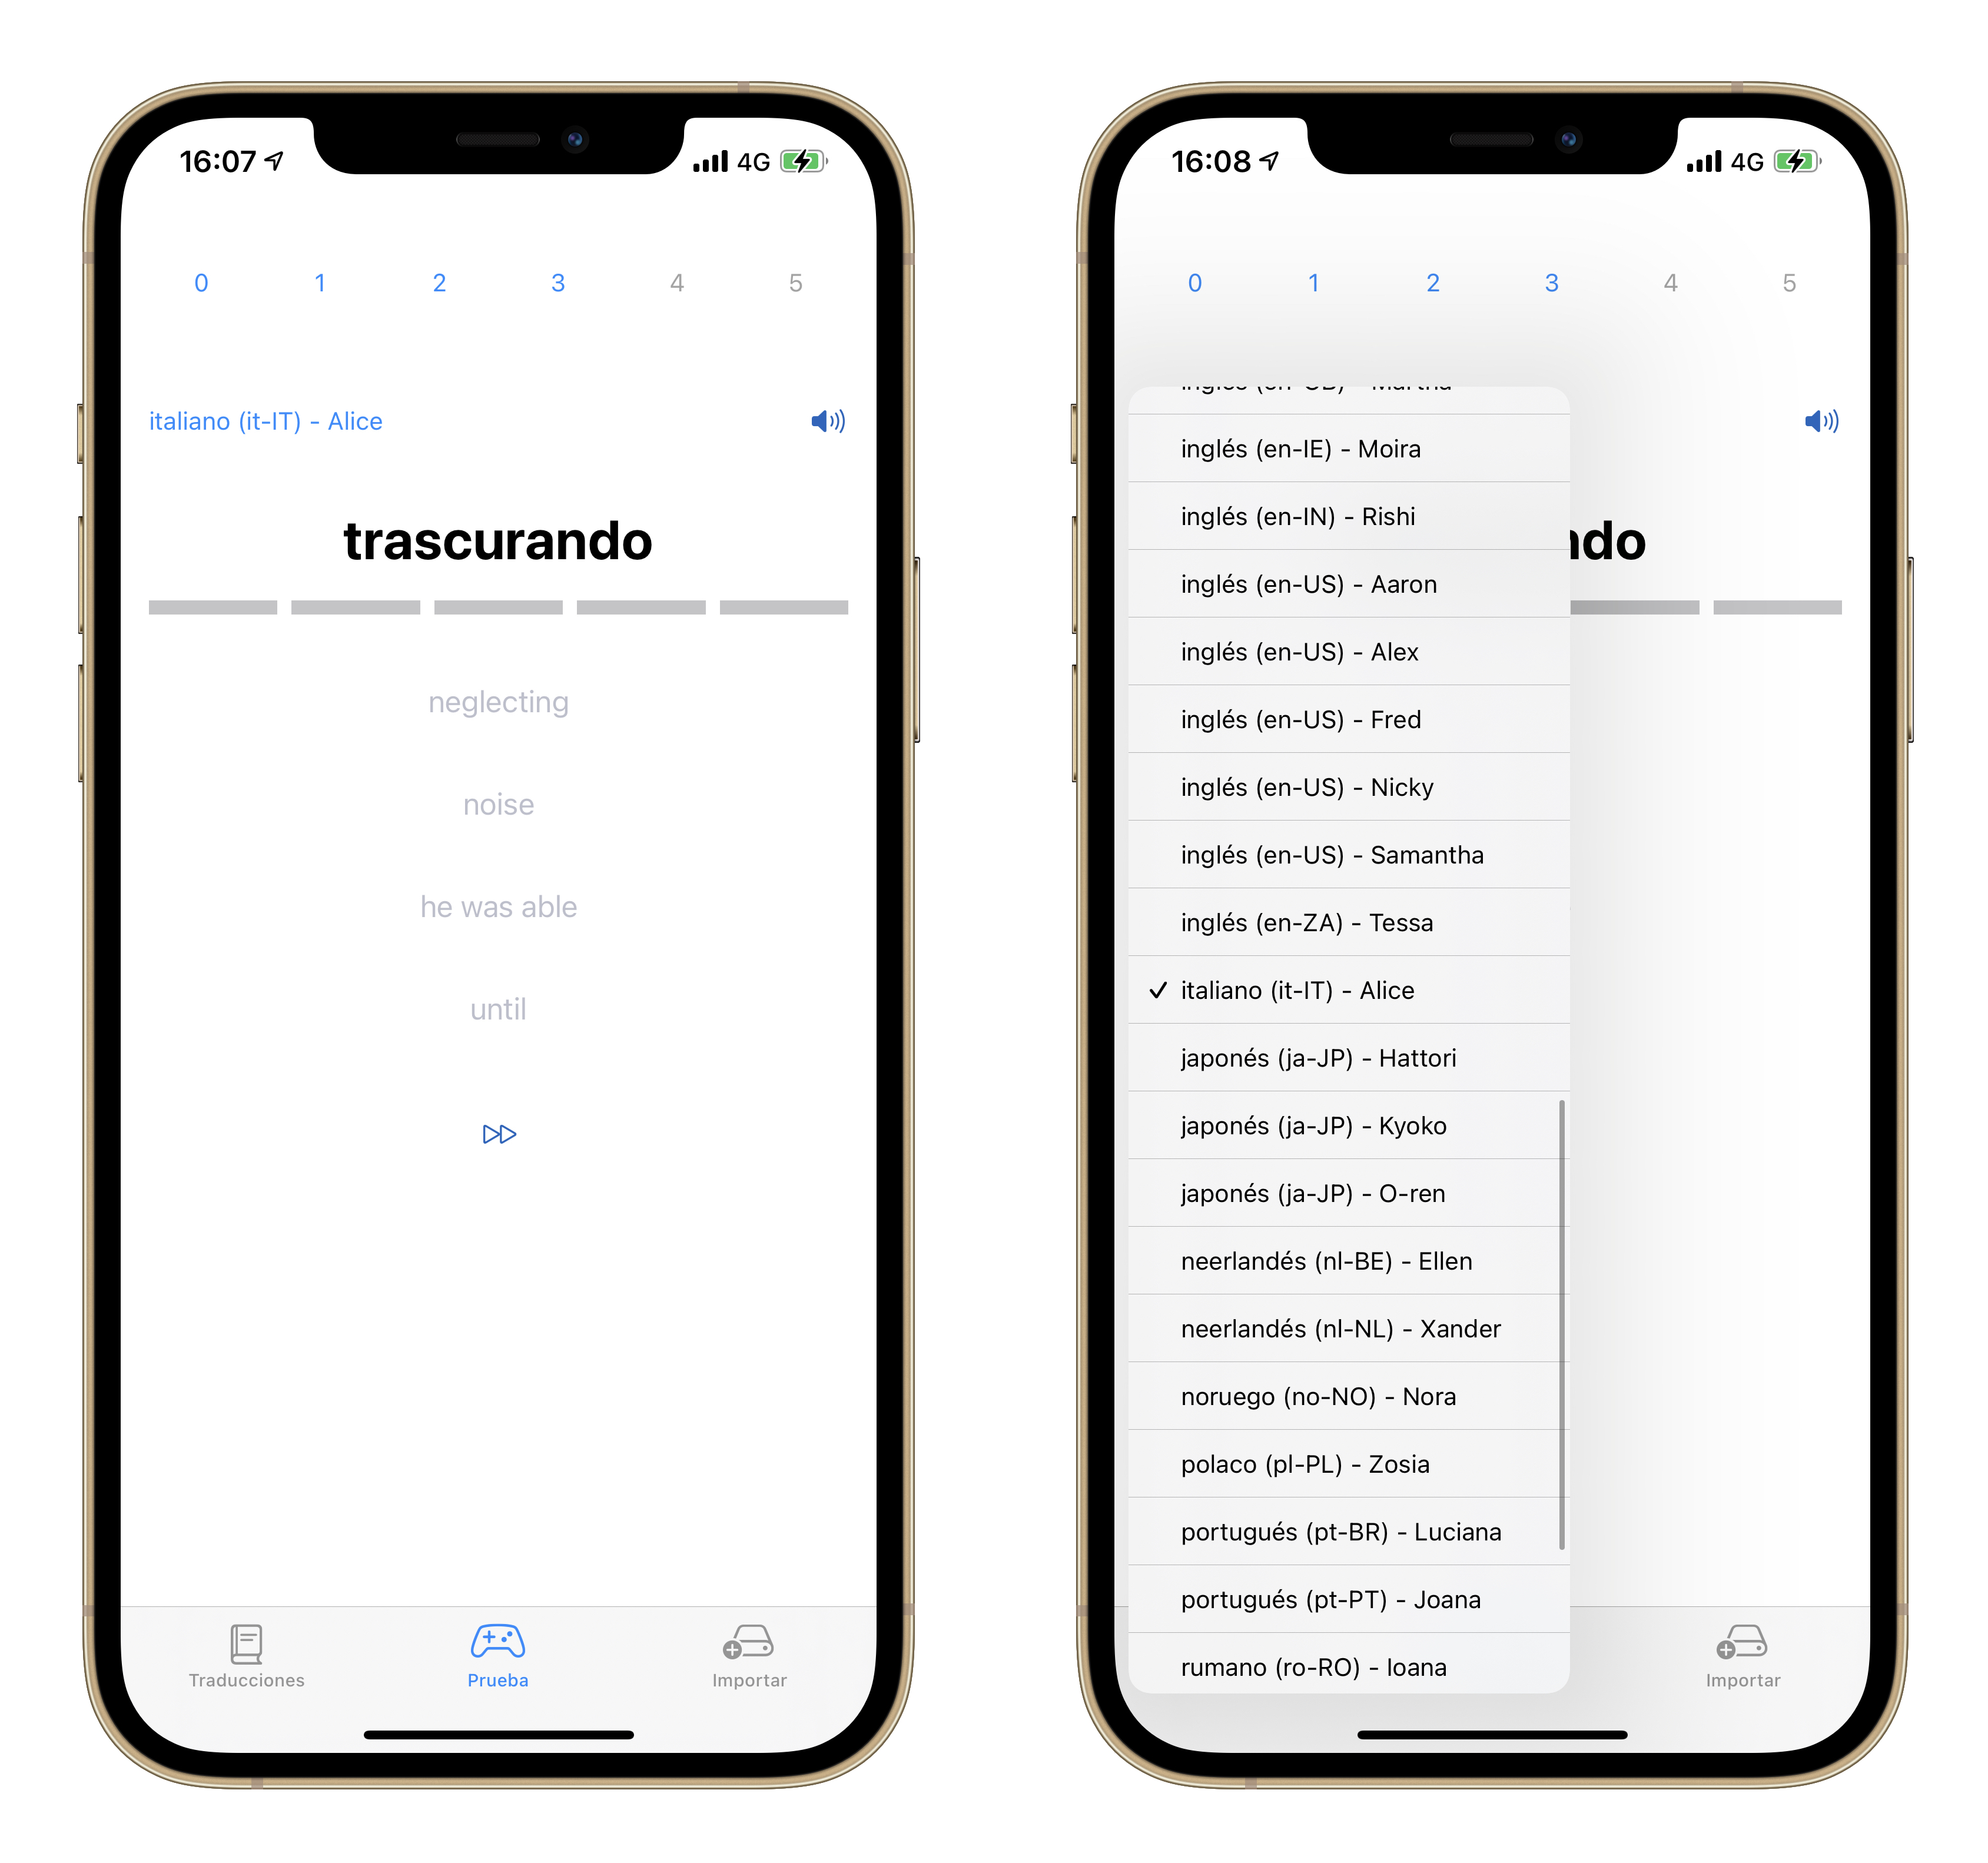 16:07
4G
0 1 2 3 4 5
italiano (it-IT) - Alice
trascurando
neglecting
noise
he was able
until
Traducciones
Prueba
Importar
16:08
4G
0 1 2 3 4 5
inglés (en-IE) - Moira
inglés (en-IN) - Rishi
ndo
inglés (en-US) - Aaron
inglés (en-US) - Alex
inglés (en-US) - Fred
inglés (en-US) - Nicky
inglés (en-US) - Samantha
inglés (en-ZA) - Tessa
italiano (it-IT) - Alice
japonés (ja-JP) - Hattori
japonés (ja-JP) - Kyoko
japonés (ja-JP) - O-ren
neerlandés (nl-BE) - Ellen
neerlandés (nl-NL) - Xander
noruego (no-NO) - Nora
polaco (pl-PL) - Zosia
portugués (pt-BR) - Luciana
portugués (pt-PT) - Joana
rumano (ro-RO) - Ioana
Importar